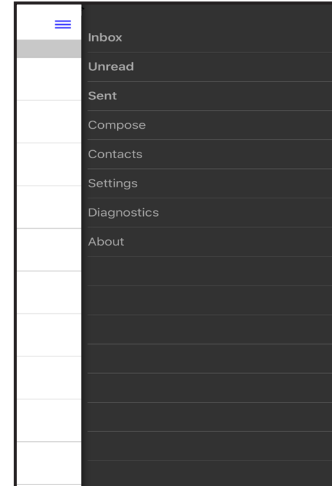 Inbox
Unread
Sent
Compose
Contacts
Settings
Diagnostics
About